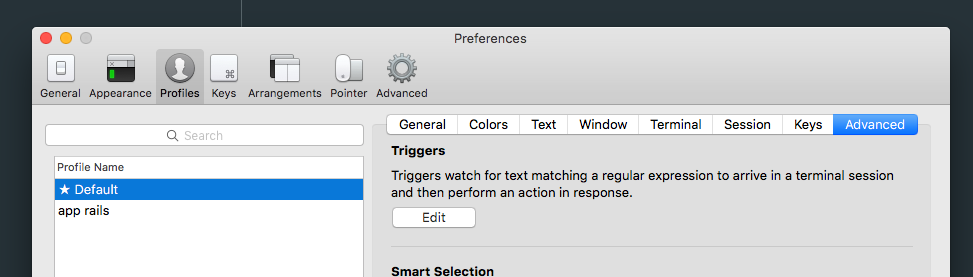 Preferences
General Appearance Profiles Keys Arrangements Pointer Advanced
Search
General Colors Text Window Terminal Session Keys Advanced
Profile Name
★ Default
app rails
Triggers
Triggers watch for text matching a regular expression to arrive in a terminal session
and then perform an action in response.
Edit
Smart Selection